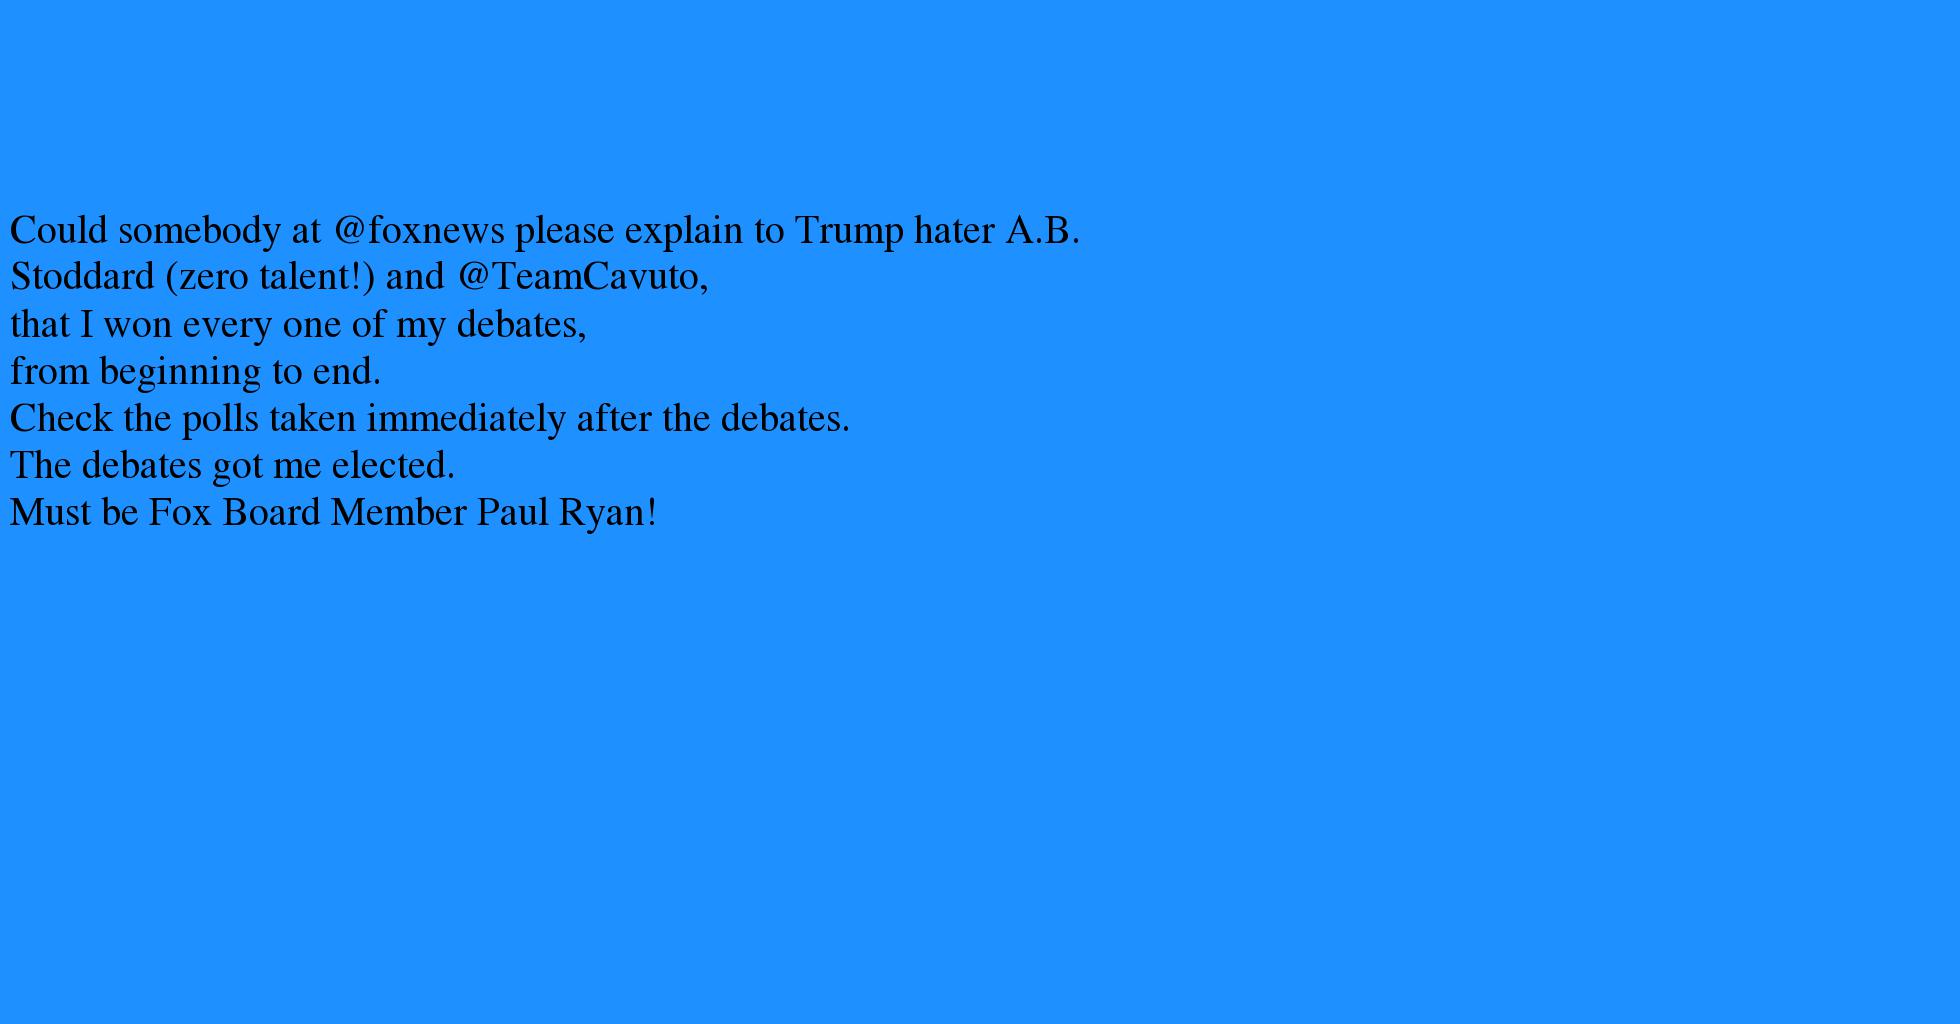 Could somebody at @foxnews please explain to Trump hater A.B.
Stoddard (zero talent!) and @TeamCavuto,
that I won every one of my debates,
from beginning to end.
Check the polls taken immediately after the debates.
The debates got me elected.
Must be Fox Board Member Paul Ryan!